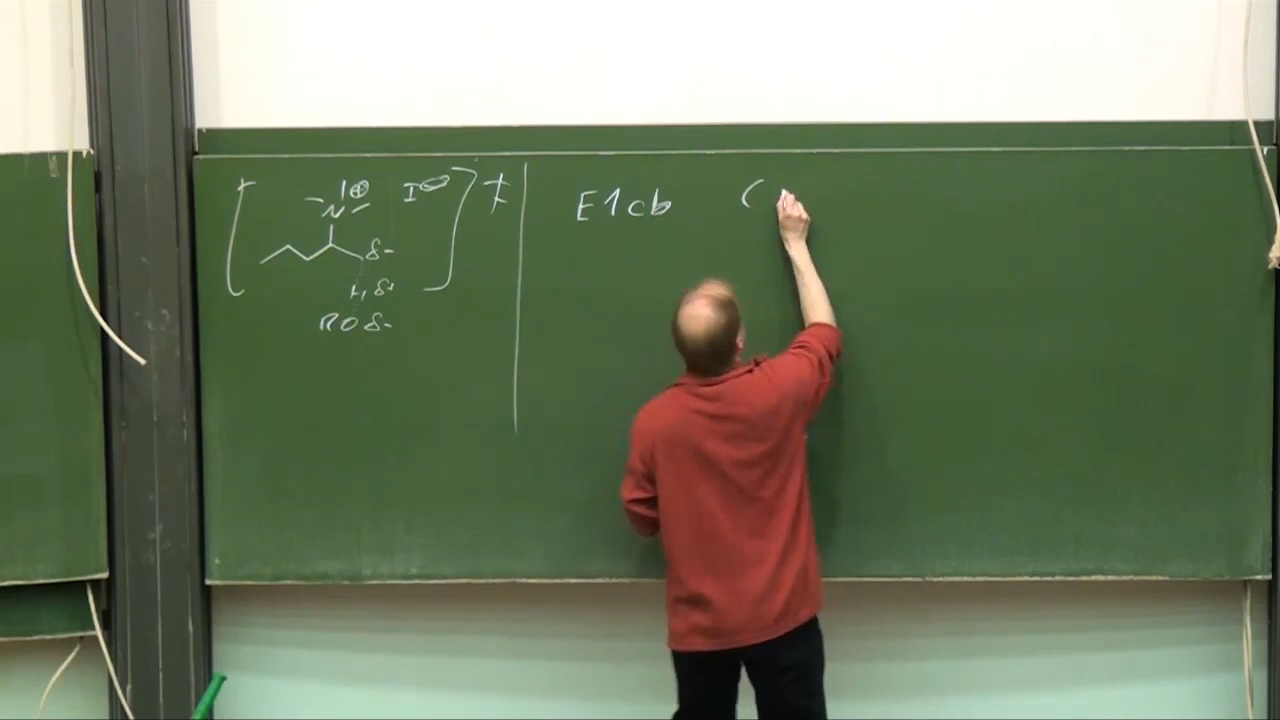 [ – N ⊕ – I ⊖ ] ‡
δ-
H δ+
RO δ-
E1cb (